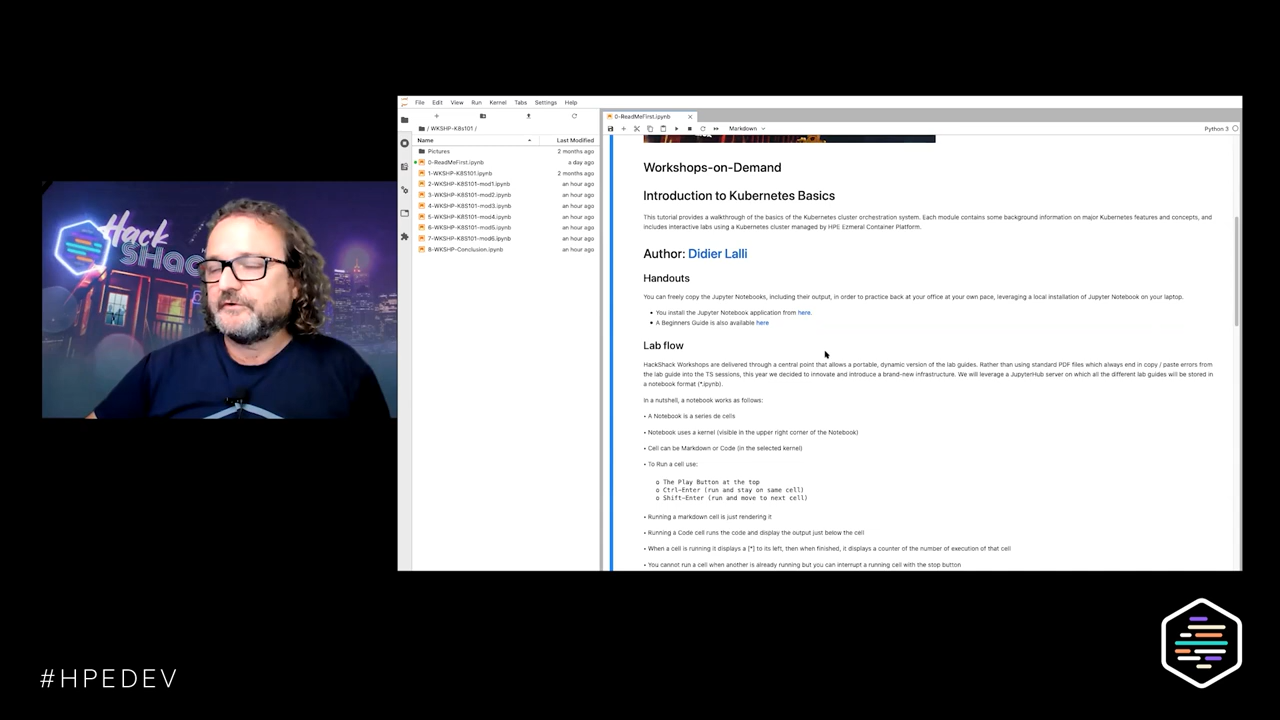 File Edit View Run Kernel Tabs Settings Help
/ WKSHP-K8s101 /
Name Last Modified
Pictures 2 months ago
0-ReadMeFirst.ipynb a day ago
1-WKSHP-K8S101.ipynb 2 months ago
2-WKSHP-K8S101-mod1.ipynb an hour ago
3-WKSHP-K8S101-mod2.ipynb an hour ago
4-WKSHP-K8S101-mod3.ipynb an hour ago
5-WKSHP-K8S101-mod4.ipynb an hour ago
6-WKSHP-K8S101-mod5.ipynb an hour ago
7-WKSHP-K8S101-mod6.ipynb an hour ago
8-WKSHP-Conclusion.ipynb an hour ago
0-ReadMeFirst.ipynb
Markdown Python 3
Workshops-on-Demand
Introduction to Kubernetes Basics
This tutorial provides a walkthrough of the basics of the Kubernetes cluster orchestration system. Each module contains some background information on major Kubernetes features and concepts, and
includes interactive labs using a Kubernetes cluster managed by HPE Ezmeral Container Platform.
Author: Didier Lalli
Handouts
You can freely copy the Jupyter Notebooks, including their output, in order to practice back at your office at your own pace, leveraging a local installation of Jupyter Notebook on your laptop.
• You install the Jupyter Notebook application from here.
• A Beginners Guide is also available here
Lab flow
HackShack Workshops are delivered through a central point that allows a portable, dynamic version of the lab guides. Rather than using standard PDF files which always end in copy / paste errors from
the lab guide into the TS sessions, this year we decided to innovate and introduce a brand-new infrastructure. We will leverage a JupyterHub server on which all the different lab guides will be stored in
a notebook format (*.ipynb).
In a nutshell, a notebook works as follows:
• A Notebook is a series de cells
• Notebook uses a kernel (visible in the upper right corner of the Notebook)
• Cell can be Markdown or Code (in the selected kernel)
• To Run a cell use:
o The Play Button at the top
o Ctrl-Enter (run and stay on same cell)
o Shift-Enter (run and move to next cell)
• Running a markdown cell is just rendering it
• Running a Code cell runs the code and display the output just below the cell
• When a cell is running it displays a [*] to its left, then when finished, it displays a counter of the number of execution of that cell
• You cannot run a cell when another is already running but you can interrupt a running cell with the stop button
#HPEDEV